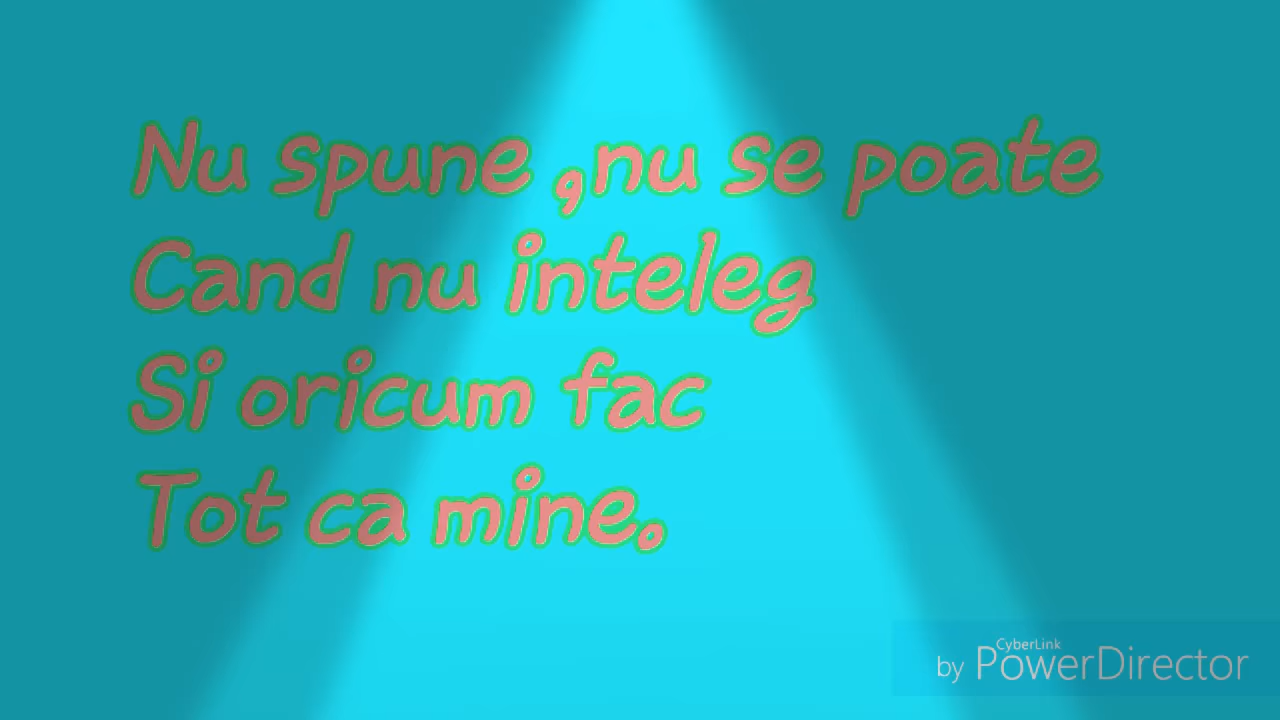 Nu spune ,nu se poate
Cand nu inteleg
Si oricum fac
Tot ca mine.
CyberLink
by PowerDirector